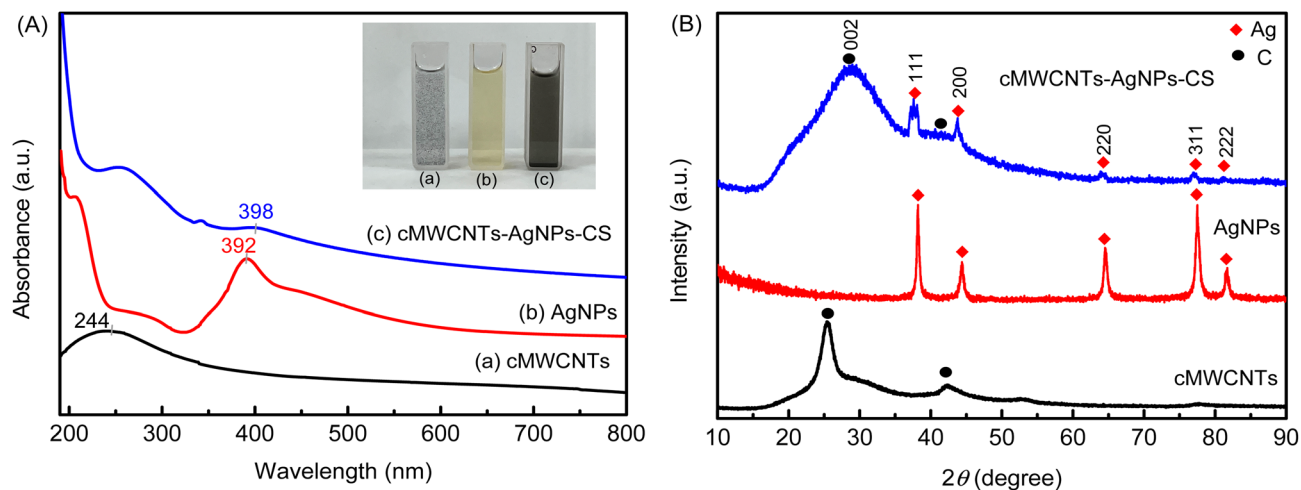 (A)
398
(c) cMWCNTs-AgNPs-CS
392
(b) AgNPs
244
(a) cMWCNTs
(a) (b) (c)
Absorbance (a.u.)
200 300 400 500 600 700 800
Wavelength (nm)
(B)
Ag
C
002
111
200
220
311
222
cMWCNTs-AgNPs-CS
AgNPs
cMWCNTs
Intensity (a.u.)
10 20 30 40 50 60 70 80 90
2θ (degree)